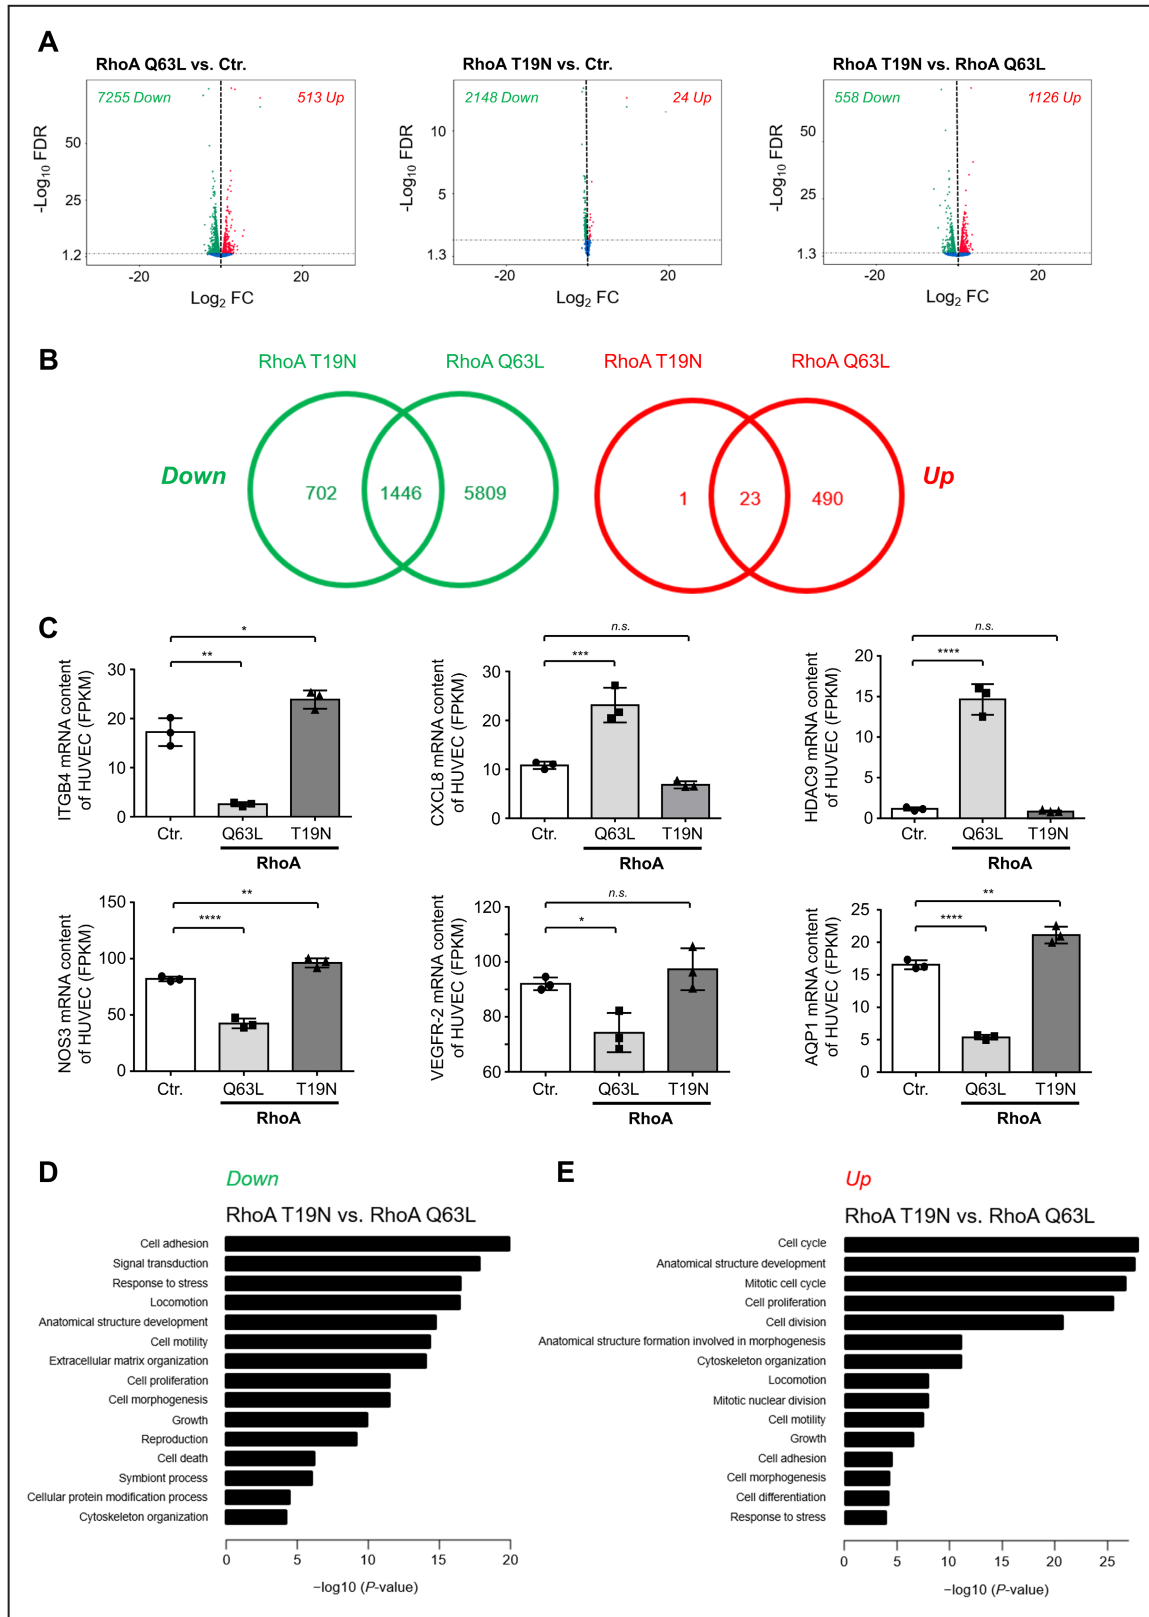 A
RhoA Q63L vs. Ctr.
RhoA T19N vs. Ctr.
RhoA T19N vs. RhoA Q63L
7255 Down
513 Up
2148 Down
24 Up
558 Down
1126 Up
-Log10 FDR
50
25
1.2
-20
20
Log2 FC
-Log10 FDR
10
5
1.3
-20
20
Log2 FC
-Log10 FDR
50
25
1.3
-20
20
Log2 FC
B
RhoA T19N
RhoA Q63L
RhoA T19N
RhoA Q63L
Down
702
1446
5809
1
23
490
Up
C
ITGB4 mRNA content
of HUVEC (FPKM)
30
20
10
0
*
**
Ctr.
Q63L
T19N
RhoA
CXCL8 mRNA content
of HUVEC (FPKM)
30
20
10
0
n.s.
***
Ctr.
Q63L
T19N
RhoA
HDAC9 mRNA content
of HUVEC (FPKM)
20
15
10
5
0
n.s.
****
Ctr.
Q63L
T19N
RhoA
NOS3 mRNA content
of HUVEC (FPKM)
150
100
50
0
**
****
Ctr.
Q63L
T19N
RhoA
VEGFR-2 mRNA content
of HUVEC (FPKM)
120
100
80
60
n.s.
*
Ctr.
Q63L
T19N
RhoA
AQP1 mRNA content
of HUVEC (FPKM)
25
20
15
10
5
0
**
****
Ctr.
Q63L
T19N
RhoA
D
Down
RhoA T19N vs. RhoA Q63L
Cell adhesion
Signal transduction
Response to stress
Locomotion
Anatomical structure development
Cell motility
Extracellular matrix organization
Cell proliferation
Cell morphogenesis
Growth
Reproduction
Cell death
Symbiont process
Cellular protein modification process
Cytoskeleton organization
0 5 10 15 20
−log10 (P-value)
E
Up
RhoA T19N vs. RhoA Q63L
Cell cycle
Anatomical structure development
Mitotic cell cycle
Cell proliferation
Cell division
Anatomical structure formation involved in morphogenesis
Cytoskeleton organization
Locomotion
Mitotic nuclear division
Cell motility
Growth
Cell adhesion
Cell morphogenesis
Cell differentiation
Response to stress
0 5 10 15 20 25
−log10 (P-value)